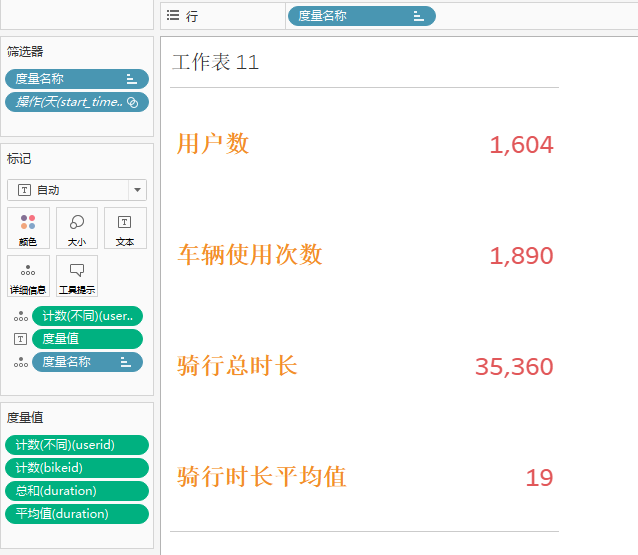 行 度量名称
筛选器
度量名称
操作(天(start_time..
标记
自动
颜色 大小 文本
详细信息 工具提示
计数(不同)(user..
度量值
度量名称
度量值
计数(不同)(userid)
计数(bikeid)
总和(duration)
平均值(duration)
工作表 11
用户数 1,604
车辆使用次数 1,890
骑行总时长 35,360
骑行时长平均值 19